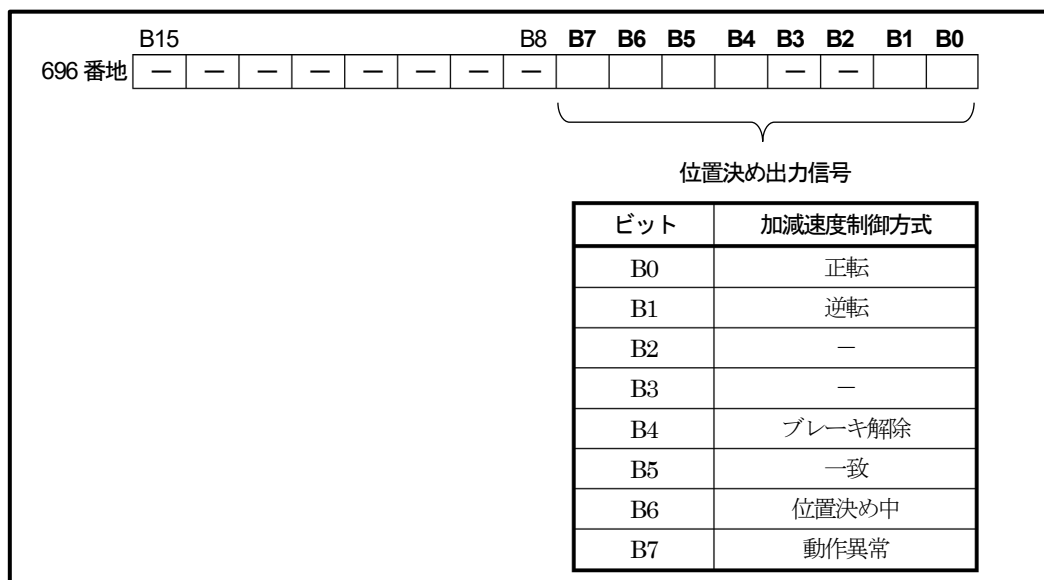 B15 B8 B7 B6 B5 B4 B3 B2 B1 B0
696 番地 － － － － － － － － － －
位置決め出力信号
ビット 加減速度制御方式
B0 正転
B1 逆転
B2 －
B3 －
B4 ブレーキ解除
B5 一致
B6 位置決め中
B7 動作異常